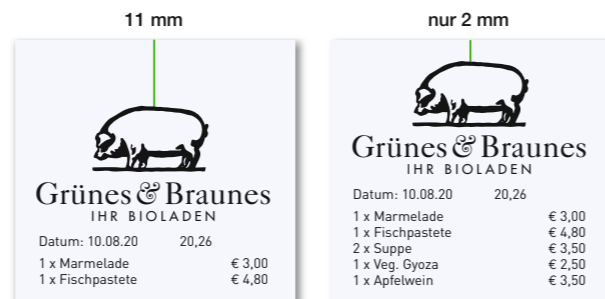 11 mm
Grünes & Braunes
IHR BIOLADEN
Datum: 10.08.20 20,26
1 x Marmelade € 3,00
1 x Fischpastete € 4,80
nur 2 mm
Grünes & Braunes
IHR BIOLADEN
Datum: 10.08.20 20,26
1 x Marmelade € 3,00
1 x Fischpastete € 4,80
2 x Suppe € 3,50
1 x Veg. Gyoza € 2,50
1 x Apfelwein € 3,50